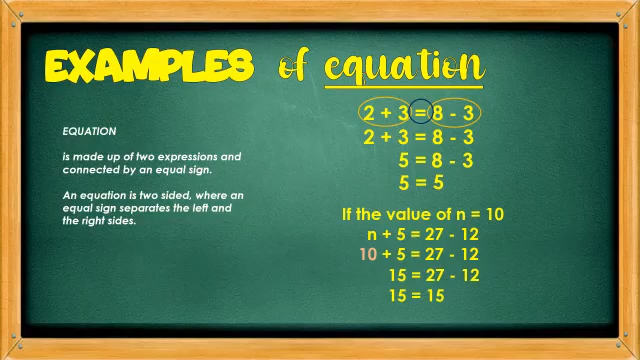 EXAMPLES of equation
EQUATION
is made up of two expressions and
connected by an equal sign.
An equation is two sided, where an
equal sign separates the left and
the right sides.
2 + 3 = 8 - 3
2 + 3 = 8 - 3
5 = 8 - 3
5 = 5
If the value of n = 10
n + 5 = 27 - 12
10 + 5 = 27 - 12
15 = 27 - 12
15 = 15